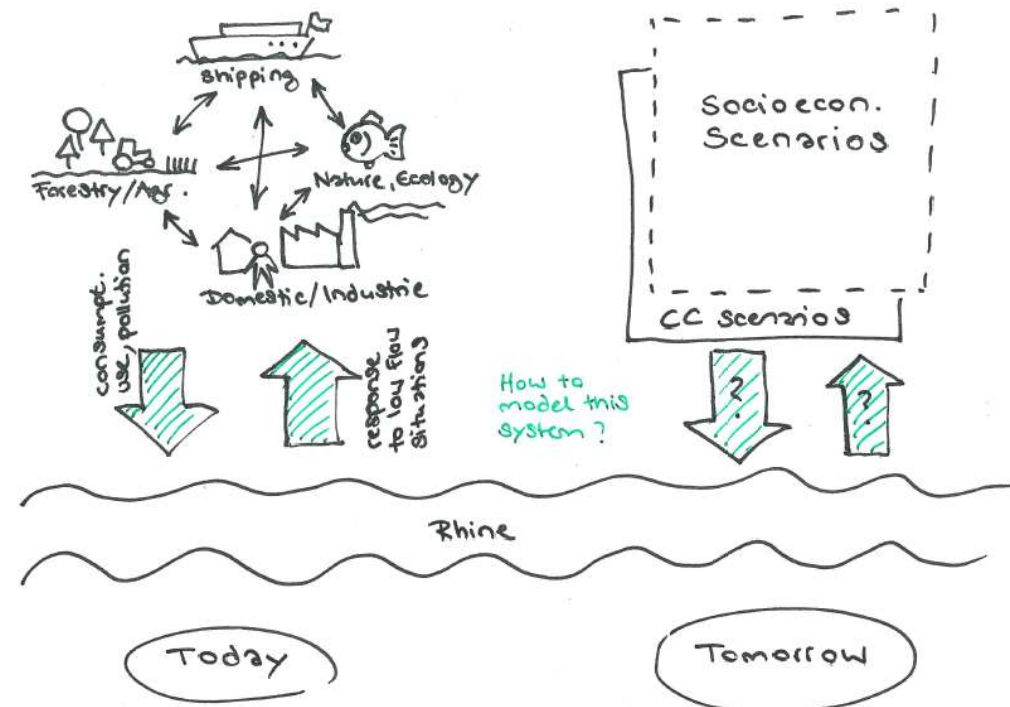 Shipping
Forestry/Agr.
Nature, Ecology
Domestic/Industrie
consumpt.
use, pollution
response
to low flow
situations
How to
model this
system?
Socioecon.
Scenarios
CC scenarios
?
?
Rhine
Today
Tomorrow